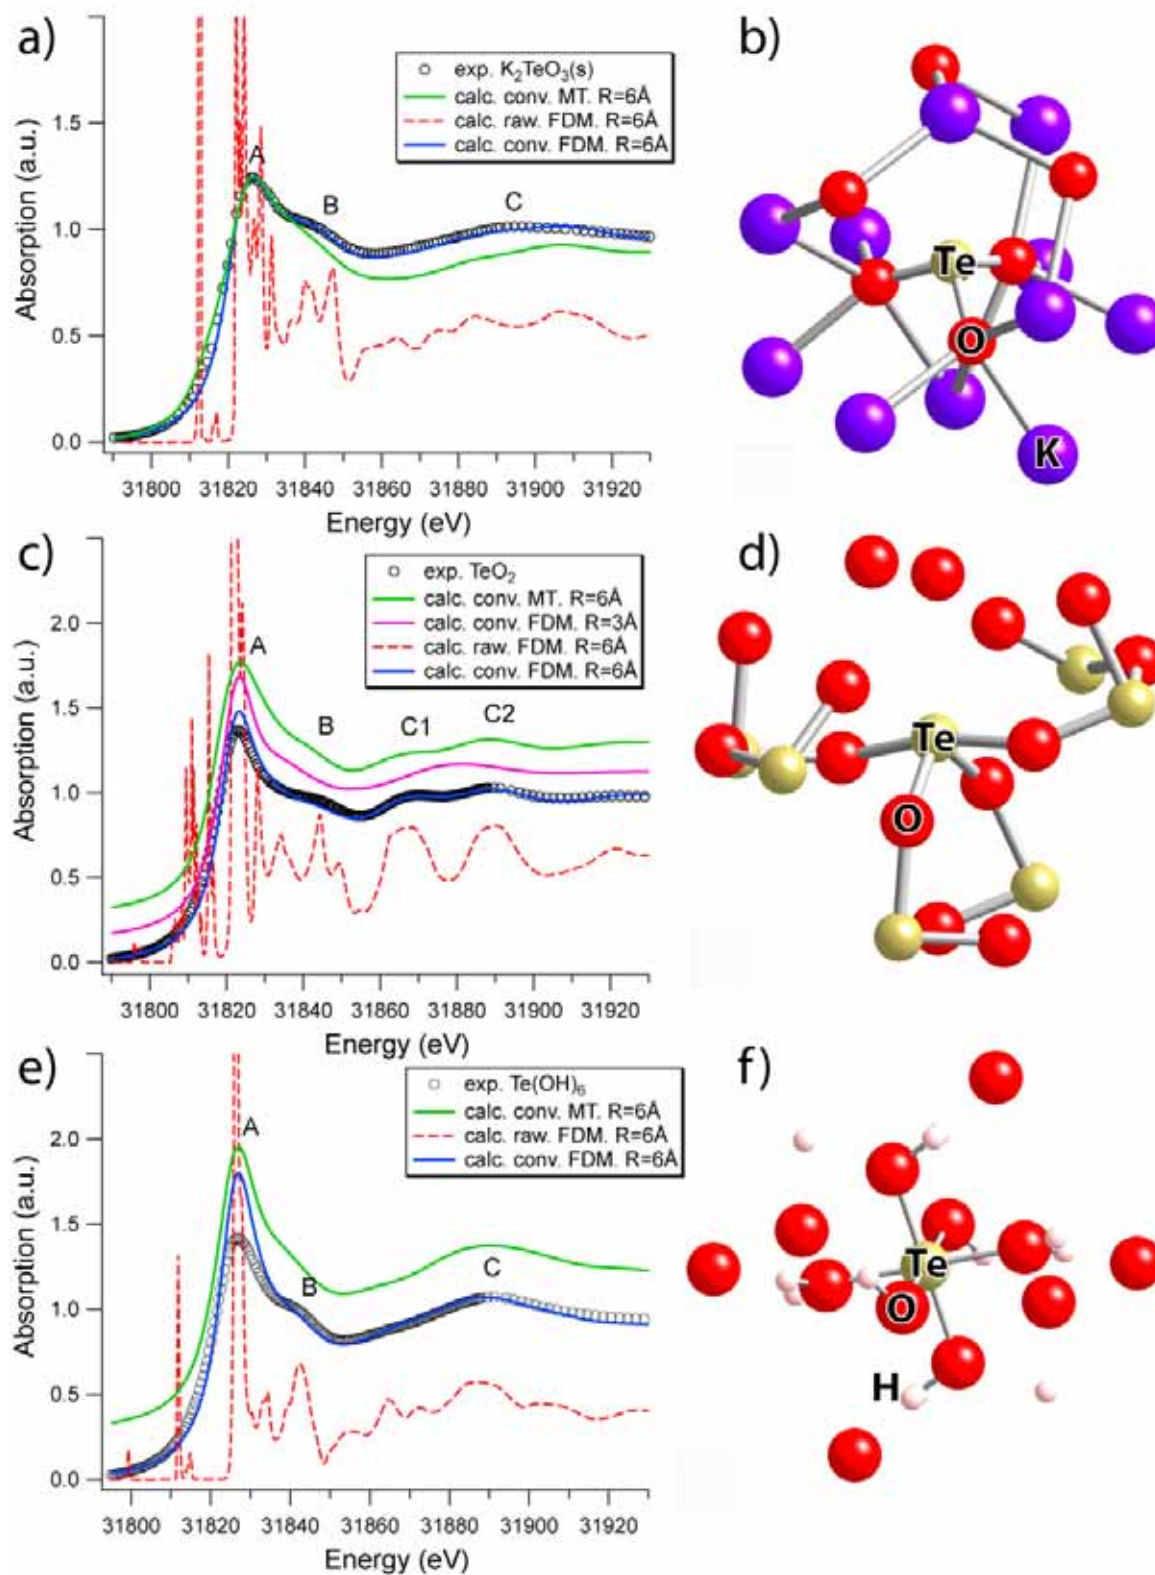 a)
exp. K2TeO3(s)
calc. conv. MT. R=6Å
calc. raw. FDM. R=6Å
calc. conv. FDM. R=6Å
A
B
C
1.5
1.0
0.5
0.0
Absorption (a.u.)
31800 31820 31840 31860 31880 31900 31920
Energy (eV)
b)
Te
O
K
c)
exp. TeO2
calc. conv. MT. R=6Å
calc. conv. FDM. R=3Å
calc. raw. FDM. R=6Å
calc. conv. FDM. R=6Å
A
B
C1
C2
2.0
1.5
1.0
0.5
0.0
Absorption (a.u.)
31800 31820 31840 31860 31880 31900 31920
Energy (eV)
d)
Te
O
e)
exp. Te(OH)6
calc. conv. MT. R=6Å
calc. raw. FDM. R=6Å
calc. conv. FDM. R=6Å
A
B
C
2.0
1.5
1.0
0.5
0.0
Absorption (a.u.)
31800 31820 31840 31860 31880 31900 31920
Energy (eV)
f)
Te
O
H